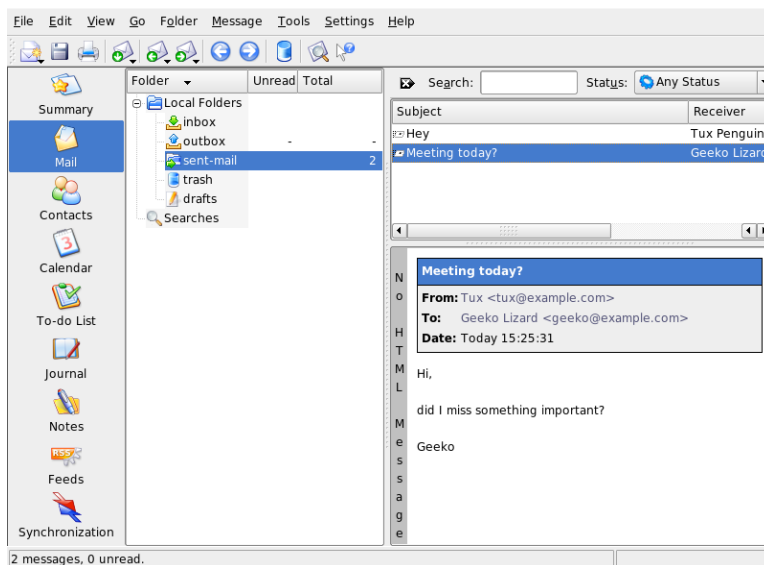 File Edit View Go Folder Message Tools Settings Help
Summary
Mail
Contacts
3
Calendar
To-do List
Journal
Notes
RSS
Feeds
Synchronization
Folder Unread Total
Local Folders
inbox
outbox - -
sent-mail 2
trash
drafts
Searches
Search: Status: Any Status
Subject Receiver
Hey Tux Penguin
Meeting today? Geeko Lizard
No HTML Message
Meeting today?
From: Tux <tux@example.com>
To: Geeko Lizard <geeko@example.com>
Date: Today 15:25:31
Hi,
did I miss something important?
Geeko
2 messages, 0 unread.